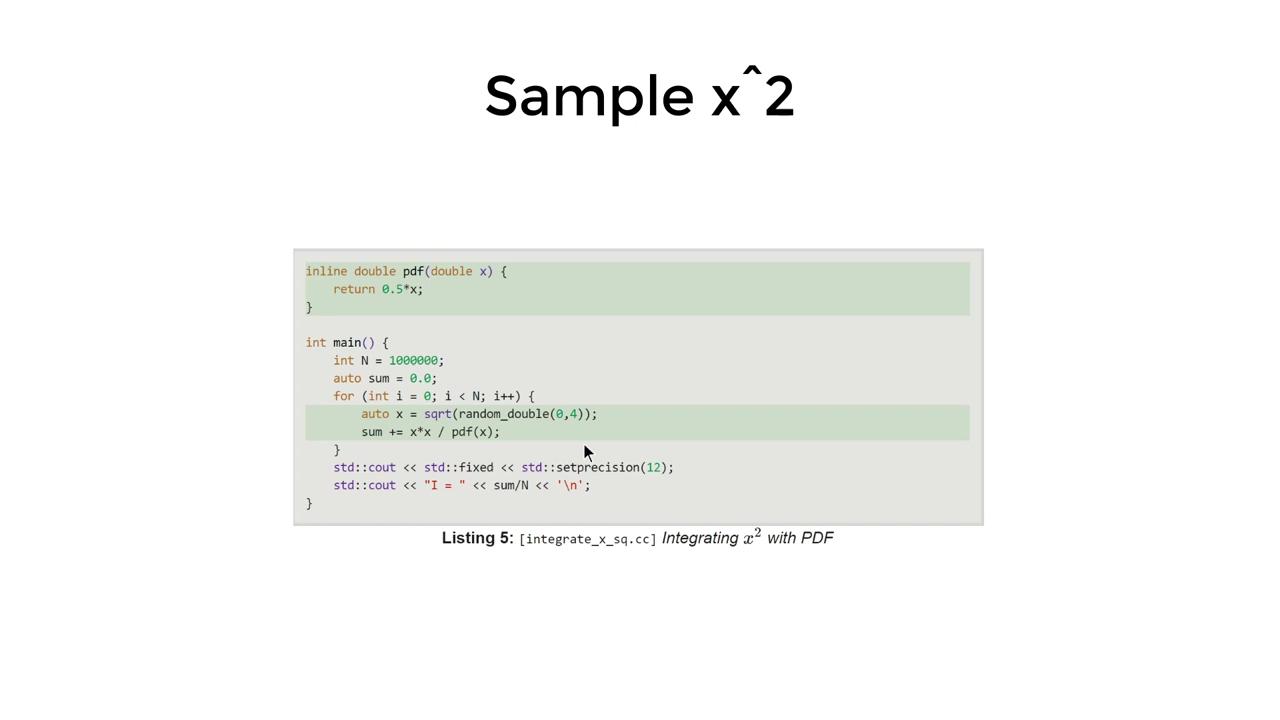 Sample x^2
inline double pdf(double x) {
    return 0.5*x;
}
int main() {
    int N = 1000000;
    auto sum = 0.0;
    for (int i = 0; i < N; i++) {
        auto x = sqrt(random_double(0,4));
        sum += x*x / pdf(x);
    }
    std::cout << std::fixed << std::setprecision(12);
    std::cout << "I = " << sum/N << '\n';
}
Listing 5: [integrate_x_sq.cc] Integrating x² with PDF